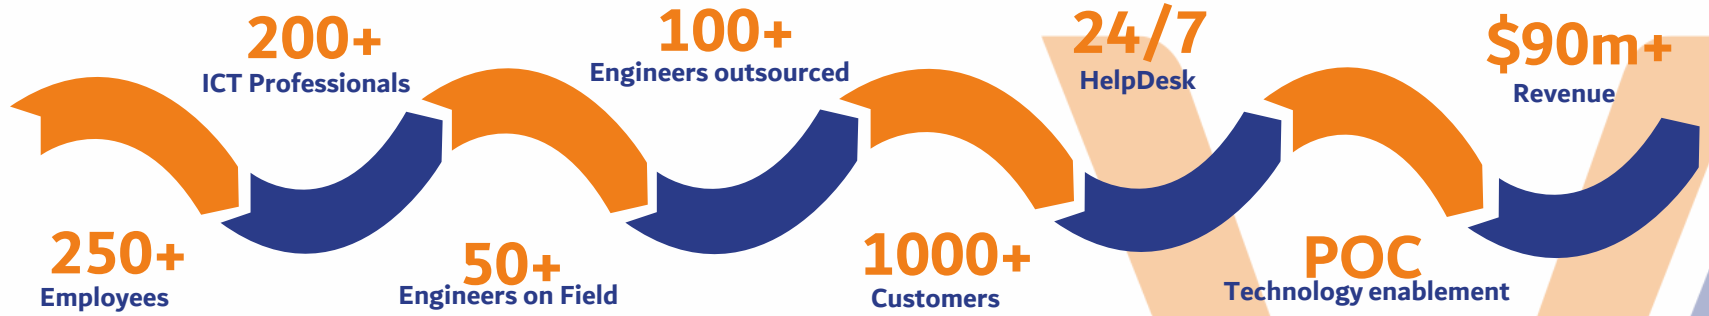 250+
Employees
200+
ICT Professionals
50+
Engineers on Field
100+
Engineers outsourced
1000+
Customers
24/7
HelpDesk
POC
Technology enablement
$90m+
Revenue